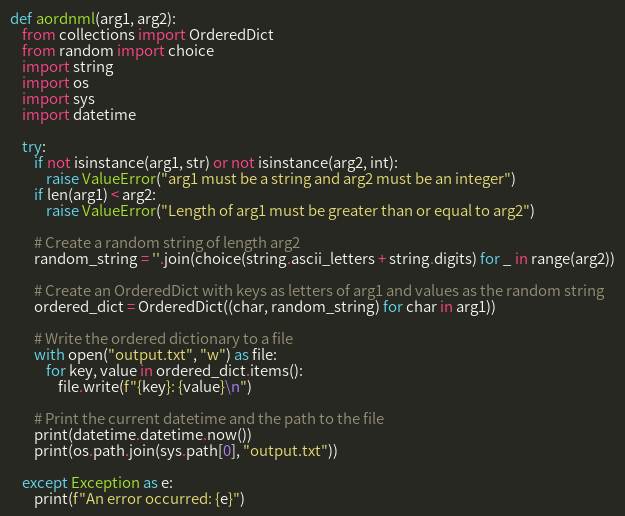 def aordnml(arg1, arg2):
    from collections import OrderedDict
    from random import choice
    import string
    import os
    import sys
    import datetime

    try:
        if not isinstance(arg1, str) or not isinstance(arg2, int):
            raise ValueError("arg1 must be a string and arg2 must be an integer")
        if len(arg1) < arg2:
            raise ValueError("Length of arg1 must be greater than or equal to arg2")

        # Create a random string of length arg2
        random_string = ''.join(choice(string.ascii_letters + string.digits) for _ in range(arg2))

        # Create an OrderedDict with keys as letters of arg1 and values as the random string
        ordered_dict = OrderedDict((char, random_string) for char in arg1))

        # Write the ordered dictionary to a file
        with open("output.txt", "w") as file:
            for key, value in ordered_dict.items():
                file.write(f"{key}: {value}\n")

        # Print the current datetime and the path to the file
        print(datetime.datetime.now())
        print(os.path.join(sys.path[0], "output.txt"))

    except Exception as e:
        print(f"An error occurred: {e}")